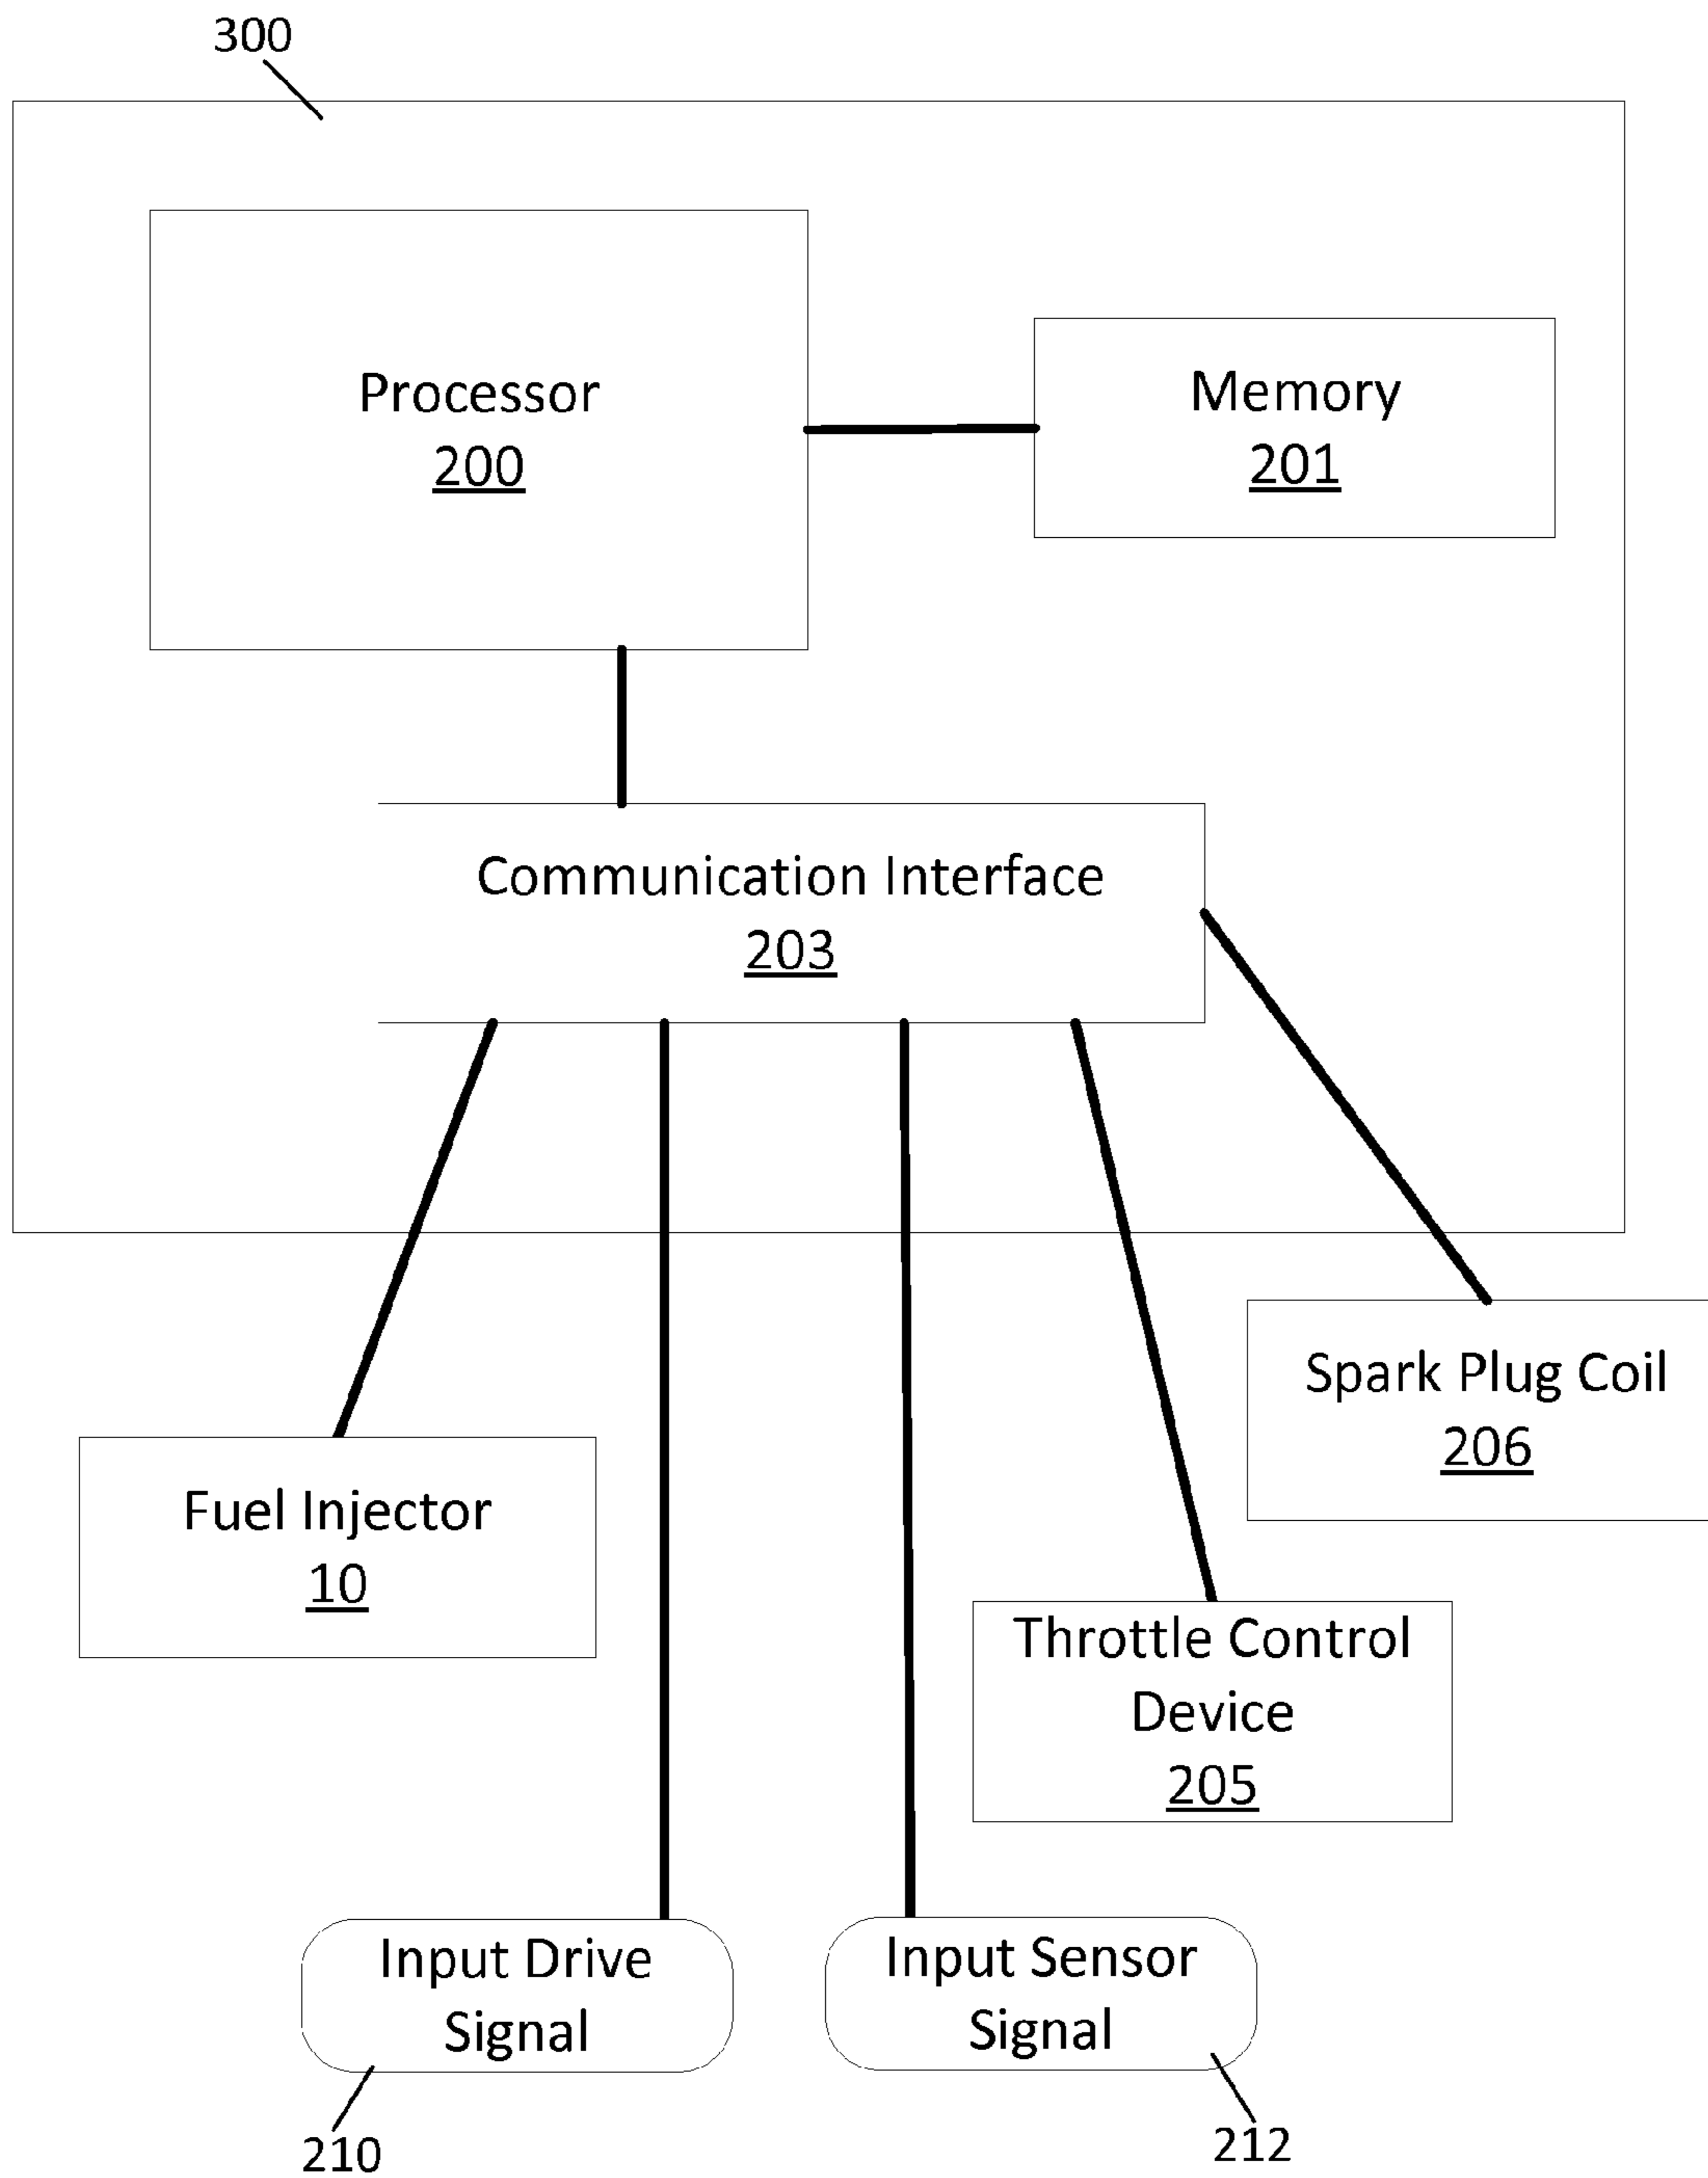 300
Processor
200
Memory
201
Communication Interface
203
Spark Plug Coil
206
Fuel Injector
10
Throttle Control
Device
205
Input Drive
Signal
Input Sensor
Signal
210
212